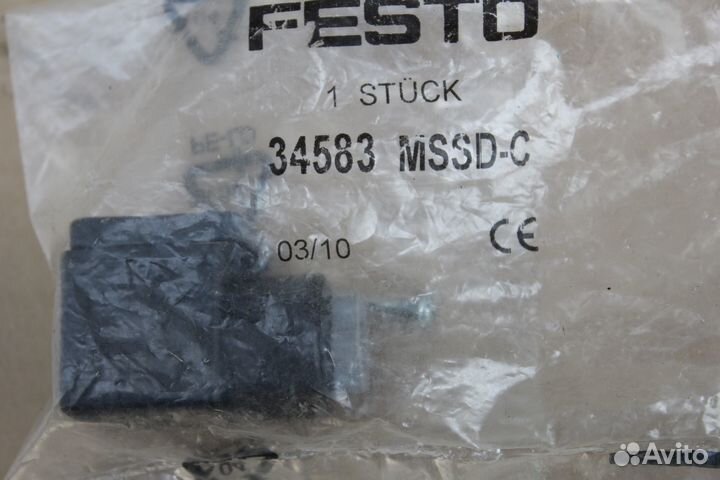 FESTO
1 STÜCK
34583 MSSD-C
03/10 CE
Avito